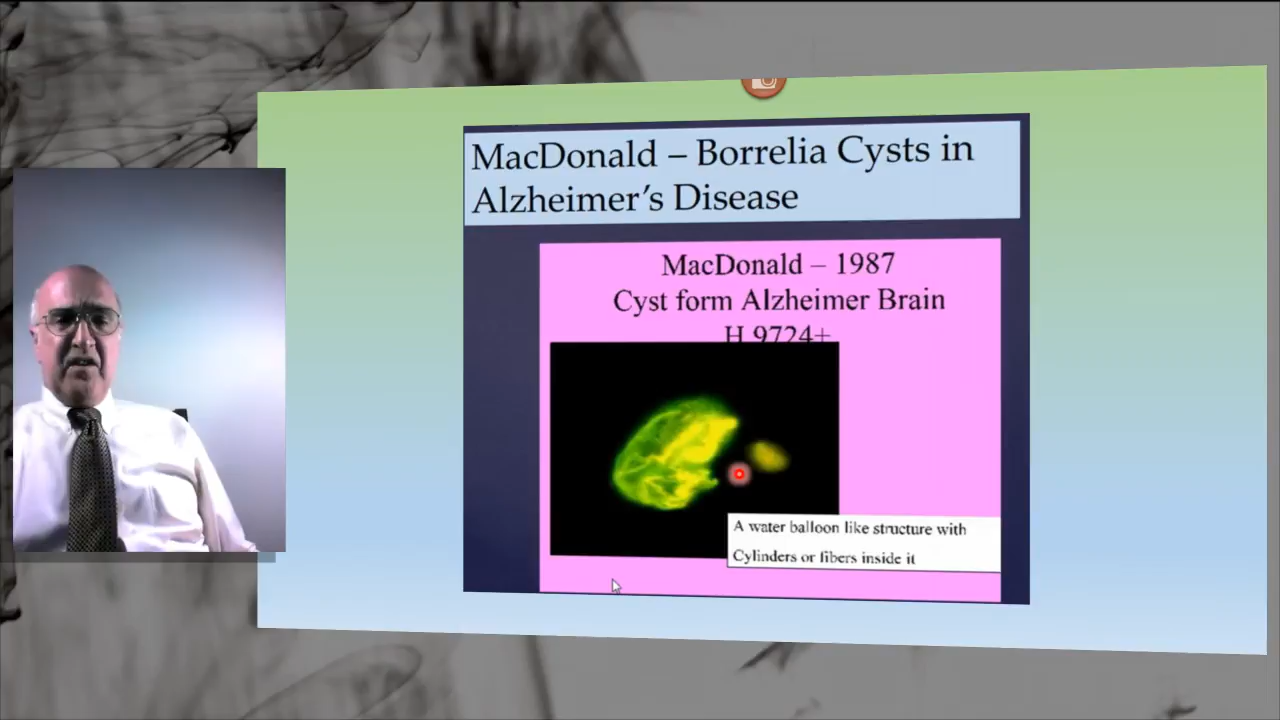 MacDonald – Borrelia Cysts in
Alzheimer's Disease
MacDonald – 1987
Cyst form Alzheimer Brain
H 9724+
A water balloon like structure with
Cylinders or fibers inside it